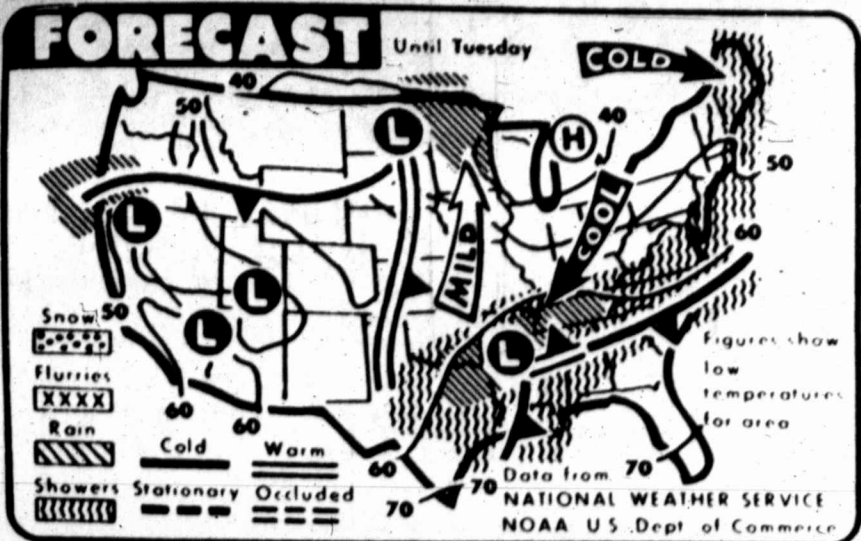 FORECAST Until Tuesday
COLD
40
50
L
H
40
50
L
COOL
MILD
60
L
L
50
L
Snow
Flurries
Rain
Showers
60
60
Cold
Warm
Stationary
Occluded
60
70
70
70
Figures show
low
temperatures
for area
Data from
NATIONAL WEATHER SERVICE
NOAA U S Dept of Commerce